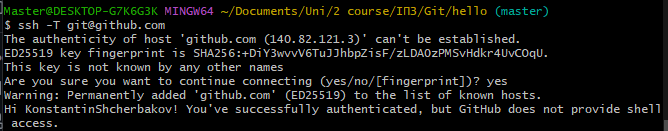 Master@DESKTOP-G7K6G3K MINGW64 ~/Documents/Uni/2 course/ІПЗ/Git/hello (master)
$ ssh -T git@github.com
The authenticity of host 'github.com (140.82.121.3)' can't be established.
ED25519 key fingerprint is SHA256:+DiY3wvvV6TuJJhbpZisF/zLDA0zPMSvHdkr4UvCOqU.
This key is not known by any other names
Are you sure you want to continue connecting (yes/no/[fingerprint])? yes
Warning: Permanently added 'github.com' (ED25519) to the list of known hosts.
Hi KonstantinShcherbakov! You've successfully authenticated, but GitHub does not provide shell
 access.